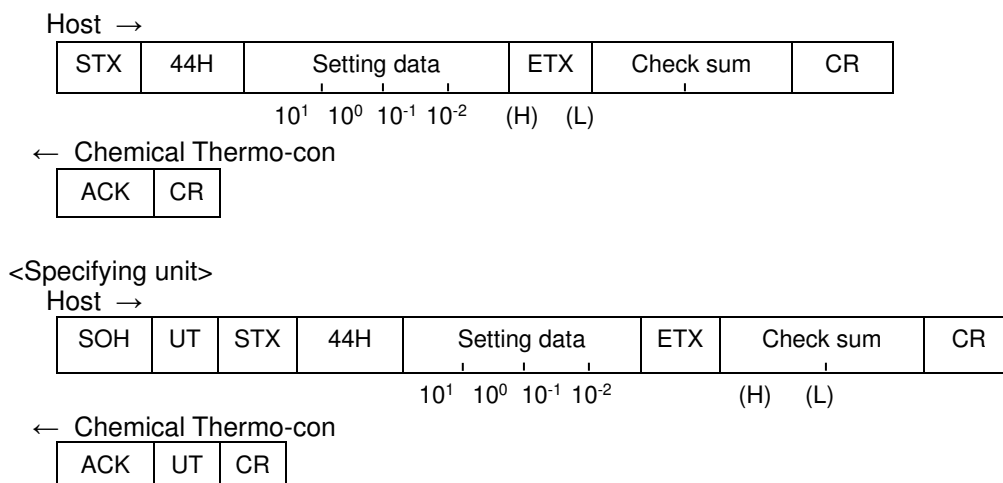 Host →
STX 44H Setting data ETX Check sum CR
10¹ 10⁰ 10⁻¹ 10⁻² (H) (L)
← Chemical Thermo-con
ACK CR
<Specifying unit>
Host →
SOH UT STX 44H Setting data ETX Check sum CR
10¹ 10⁰ 10⁻¹ 10⁻² (H) (L)
← Chemical Thermo-con
ACK UT CR